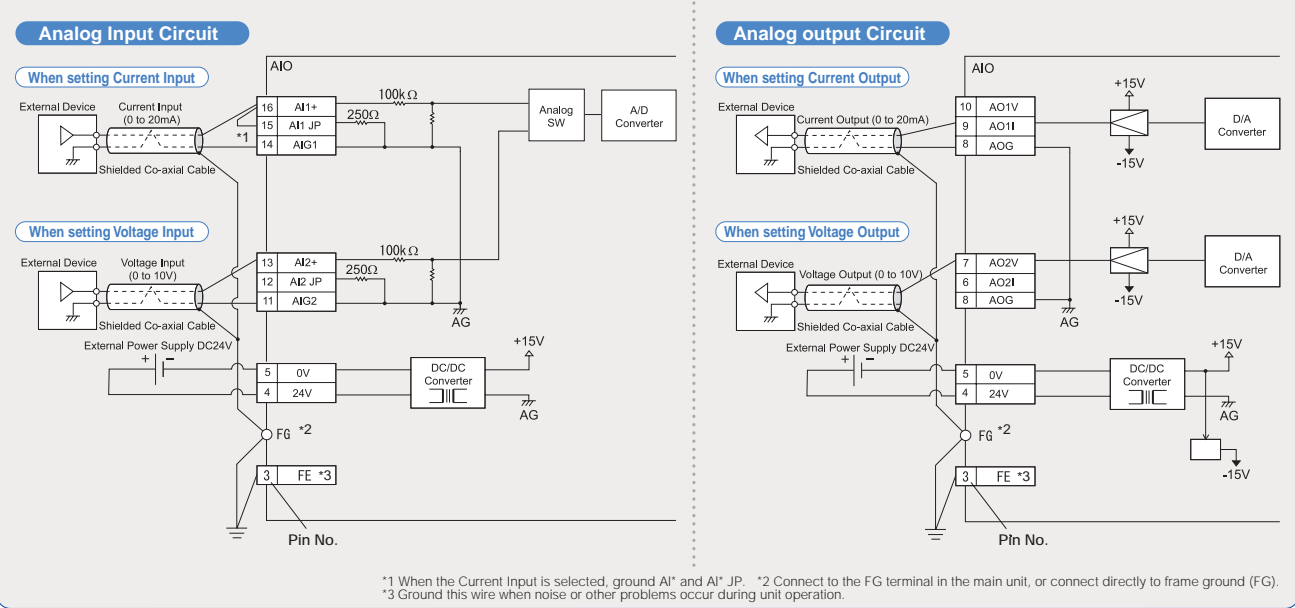 Analog Input Circuit
When setting Current Input
AIO
External Device
Current Input
(0 to 20mA)
Shielded Co-axial Cable
*1
16 AI1+
15 AI1 JP
14 AIG1
100kΩ
250Ω
Analog
SW
A/D
Converter
When setting Voltage Input
External Device
Voltage Input
(0 to 10V)
Shielded Co-axial Cable
13 AI2+
12 AI2 JP
11 AIG2
100kΩ
250Ω
AG
External Power Supply DC24V
+ −
5 0V
4 24V
DC/DC
Converter
+15V
AG
FG *2
3 FE *3
Pin No.
Analog output Circuit
When setting Current Output
AIO
External Device
Current Output (0 to 20mA)
Shielded Co-axial Cable
10 AO1V
9 AO1I
8 AOG
+15V
-15V
D/A
Converter
When setting Voltage Output
External Device
Voltage Output (0 to 10V)
Shielded Co-axial Cable
7 AO2V
6 AO2I
8 AOG
+15V
-15V
D/A
Converter
AG
External Power Supply DC24V
+ −
5 0V
4 24V
DC/DC
Converter
+15V
AG
-15V
FG *2
3 FE *3
Pin No.
*1 When the Current Input is selected, ground AI* and AI* JP. *2 Connect to the FG terminal in the main unit, or connect directly to frame ground (FG).
*3 Ground this wire when noise or other problems occur during unit operation.